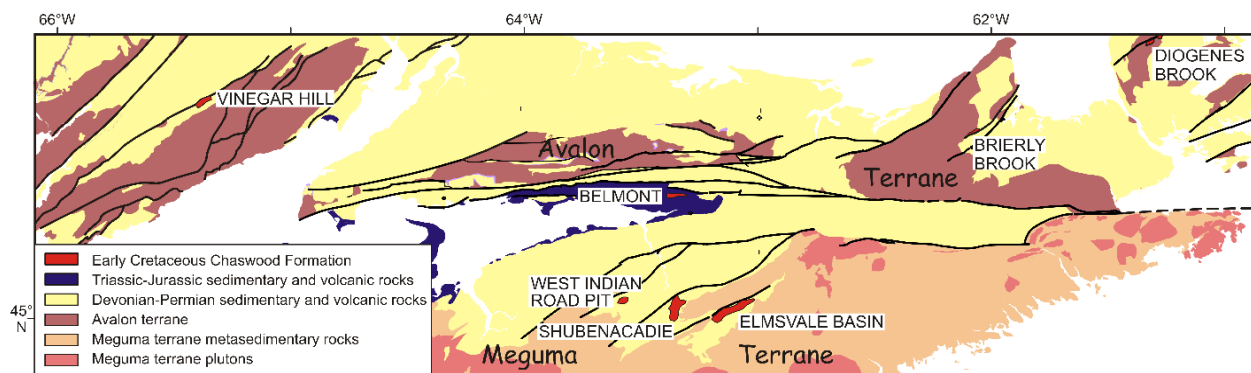 66°W
64°
62°
DIOGENES
BROOK
VINEGAR HILL
Avalon
BRIERLY
BROOK
Terrane
BELMONT
Early Cretaceous Chaswood Formation
Triassic-Jurassic sedimentary and volcanic rocks
Devonian-Permian sedimentary and volcanic rocks
Avalon terrane
Meguma terrane metasedimentary rocks
Meguma terrane plutons
45°
N
WEST INDIAN
ROAD PIT
SHUBENACADIE
ELMSVALE BASIN
Meguma
Terrane